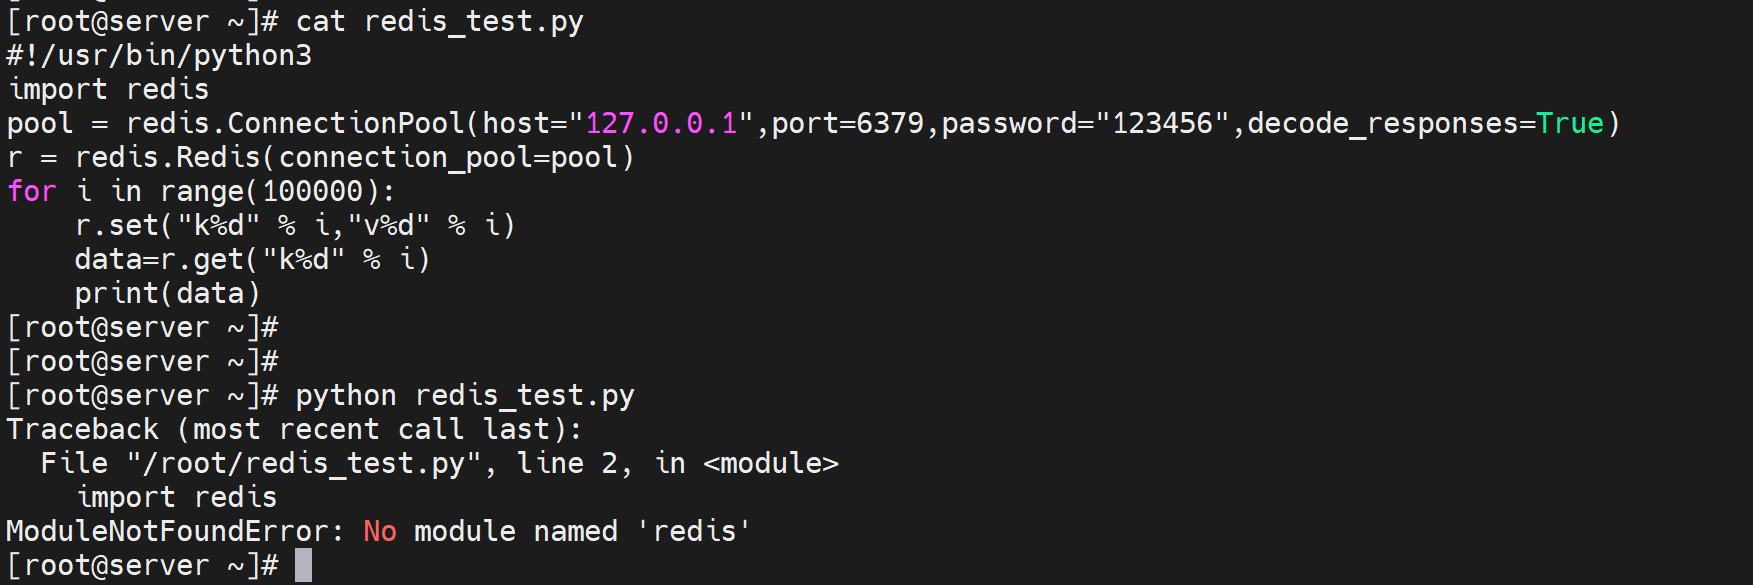 [root@server ~]# cat redis_test.py
#!/usr/bin/python3
import redis
pool = redis.ConnectionPool(host="127.0.0.1",port=6379,password="123456",decode_responses=True)
r = redis.Redis(connection_pool=pool)
for i in range(100000):
    r.set("k%d" % i,"v%d" % i)
    data=r.get("k%d" % i)
    print(data)
[root@server ~]#
[root@server ~]#
[root@server ~]# python redis_test.py
Traceback (most recent call last):
  File "/root/redis_test.py", line 2, in <module>
    import redis
ModuleNotFoundError: No module named 'redis'
[root@server ~]#